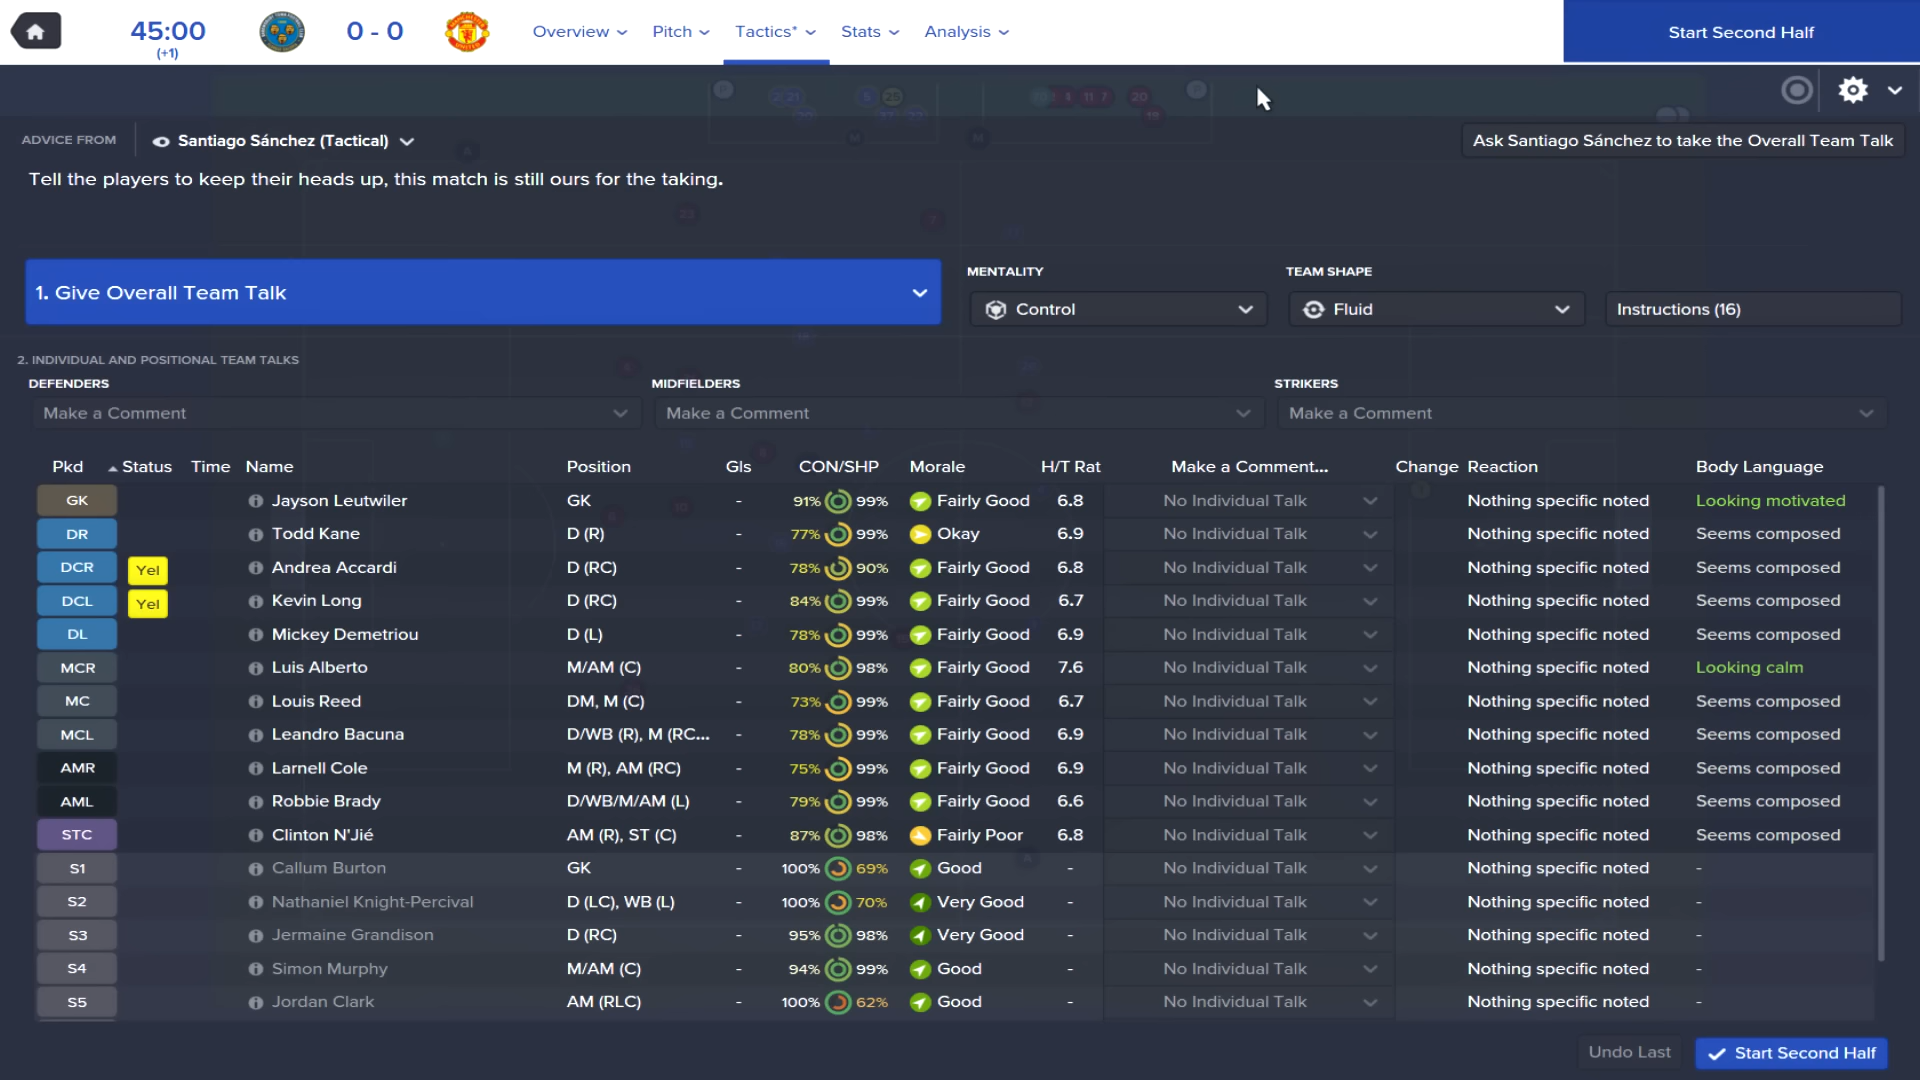 45:00
(+1)
0 - 0
Overview
Pitch
Tactics*
Stats
Analysis
Start Second Half
ADVICE FROM
Santiago Sánchez (Tactical)
Ask Santiago Sánchez to take the Overall Team Talk
Tell the players to keep their heads up, this match is still ours for the taking.
1. Give Overall Team Talk
MENTALITY
Control
TEAM SHAPE
Fluid
Instructions (16)
2. INDIVIDUAL AND POSITIONAL TEAM TALKS
DEFENDERS
Make a Comment
MIDFIELDERS
Make a Comment
STRIKERS
Make a Comment
Pkd Status Time Name Position Gls CON/SHP Morale H/T Rat Make a Comment... Change Reaction Body Language
GK Jayson Leutwiler GK - 91% 99% Fairly Good 6.8 No Individual Talk Nothing specific noted Looking motivated
DR Todd Kane D (R) - 77% 99% Okay 6.9 No Individual Talk Nothing specific noted Seems composed
DCR Yel Andrea Accardi D (RC) - 78% 90% Fairly Good 6.8 No Individual Talk Nothing specific noted Seems composed
DCL Yel Kevin Long D (RC) - 84% 99% Fairly Good 6.7 No Individual Talk Nothing specific noted Seems composed
DL Mickey Demetriou D (L) - 78% 99% Fairly Good 6.9 No Individual Talk Nothing specific noted Seems composed
MCR Luis Alberto M/AM (C) - 80% 98% Fairly Good 7.6 No Individual Talk Nothing specific noted Looking calm
MC Louis Reed DM, M (C) - 73% 99% Fairly Good 6.7 No Individual Talk Nothing specific noted Seems composed
MCL Leandro Bacuna D/WB (R), M (RC... - 78% 99% Fairly Good 6.9 No Individual Talk Nothing specific noted Seems composed
AMR Larnell Cole M (R), AM (RC) - 75% 99% Fairly Good 6.9 No Individual Talk Nothing specific noted Seems composed
AML Robbie Brady D/WB/M/AM (L) - 79% 99% Fairly Good 6.6 No Individual Talk Nothing specific noted Seems composed
STC Clinton N'Jié AM (R), ST (C) - 87% 98% Fairly Poor 6.8 No Individual Talk Nothing specific noted Seems composed
S1 Callum Burton GK - 100% 69% Good - No Individual Talk Nothing specific noted -
S2 Nathaniel Knight-Percival D (LC), WB (L) - 100% 70% Very Good - No Individual Talk Nothing specific noted -
S3 Jermaine Grandison D (RC) - 95% 98% Very Good - No Individual Talk Nothing specific noted -
S4 Simon Murphy M/AM (C) - 94% 99% Good - No Individual Talk Nothing specific noted -
S5 Jordan Clark AM (RLC) - 100% 62% Good - No Individual Talk Nothing specific noted -
Undo Last
Start Second Half